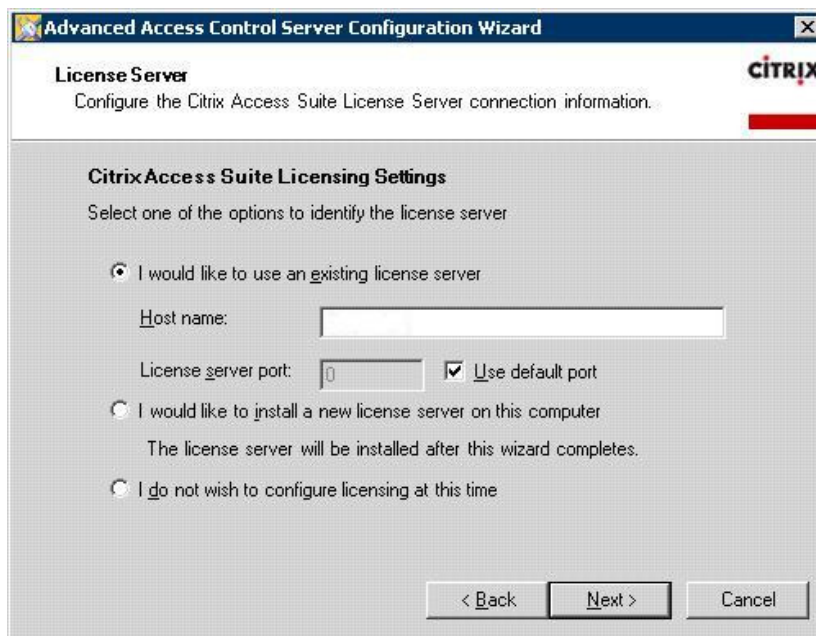 Advanced Access Control Server Configuration Wizard
License Server
CITRIX
Configure the Citrix Access Suite License Server connection information.
Citrix Access Suite Licensing Settings
Select one of the options to identify the license server
I would like to use an existing license server
Host name:
License server port: 0 Use default port
I would like to install a new license server on this computer
The license server will be installed after this wizard completes.
I do not wish to configure licensing at this time
< Back Next > Cancel